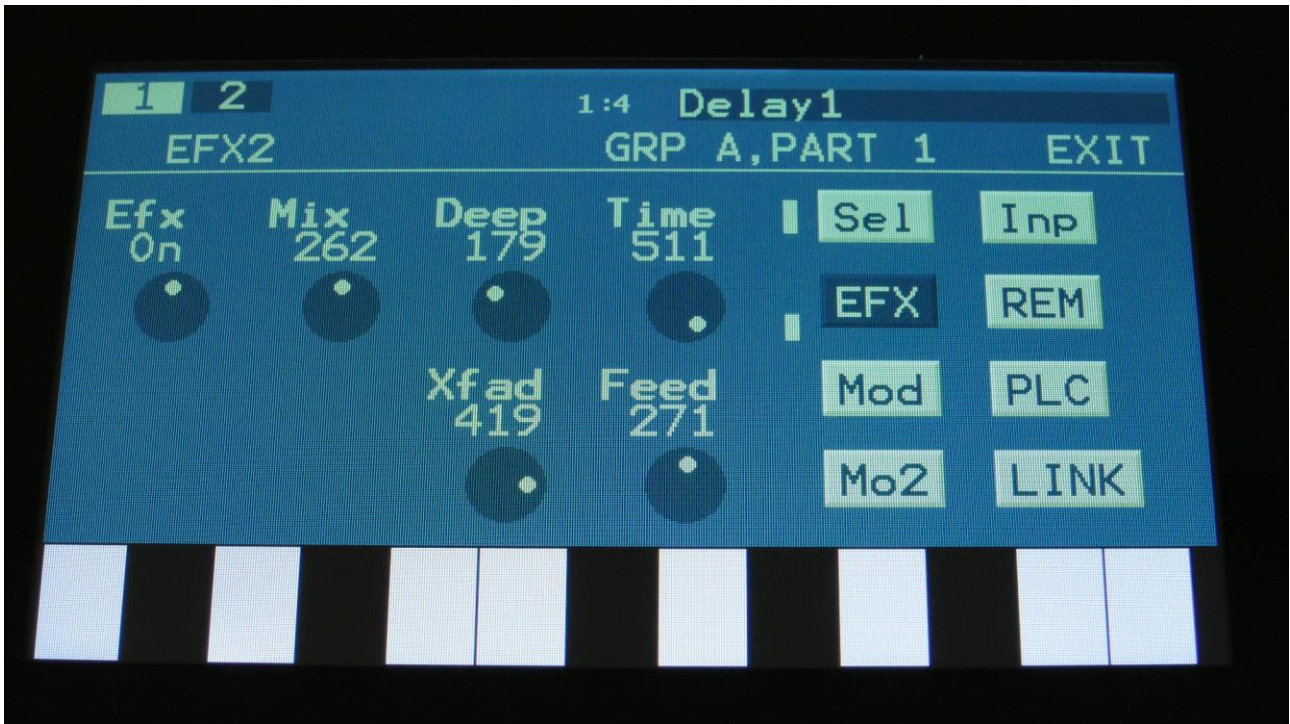 1 2 1:4 Delay1
EFX2 GRP A,PART 1 EXIT
Efx Mix Deep Time Sel Inp
On 262 179 511
EFX REM
Xfad Feed Mod PLC
419 271
Mo2 LINK